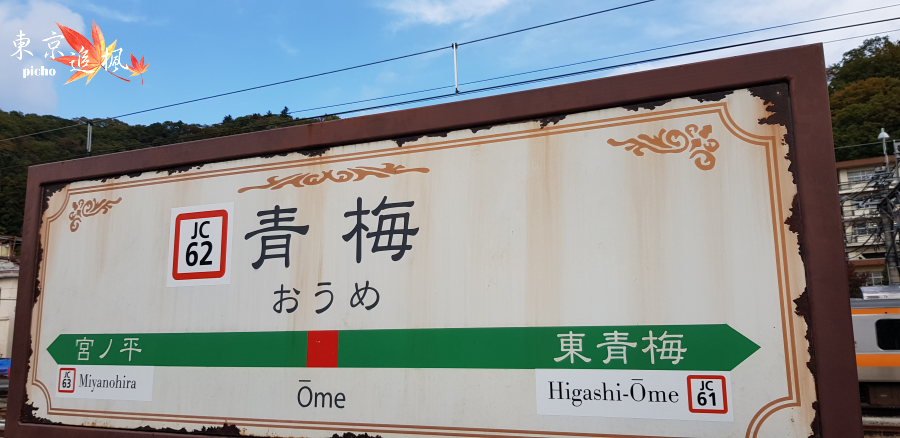 東京追楓
picho
JC
62
青梅
おうめ
宮ノ平
東青梅
JC
63
Miyanohira
Ōme
Higashi-Ōme
JC
61